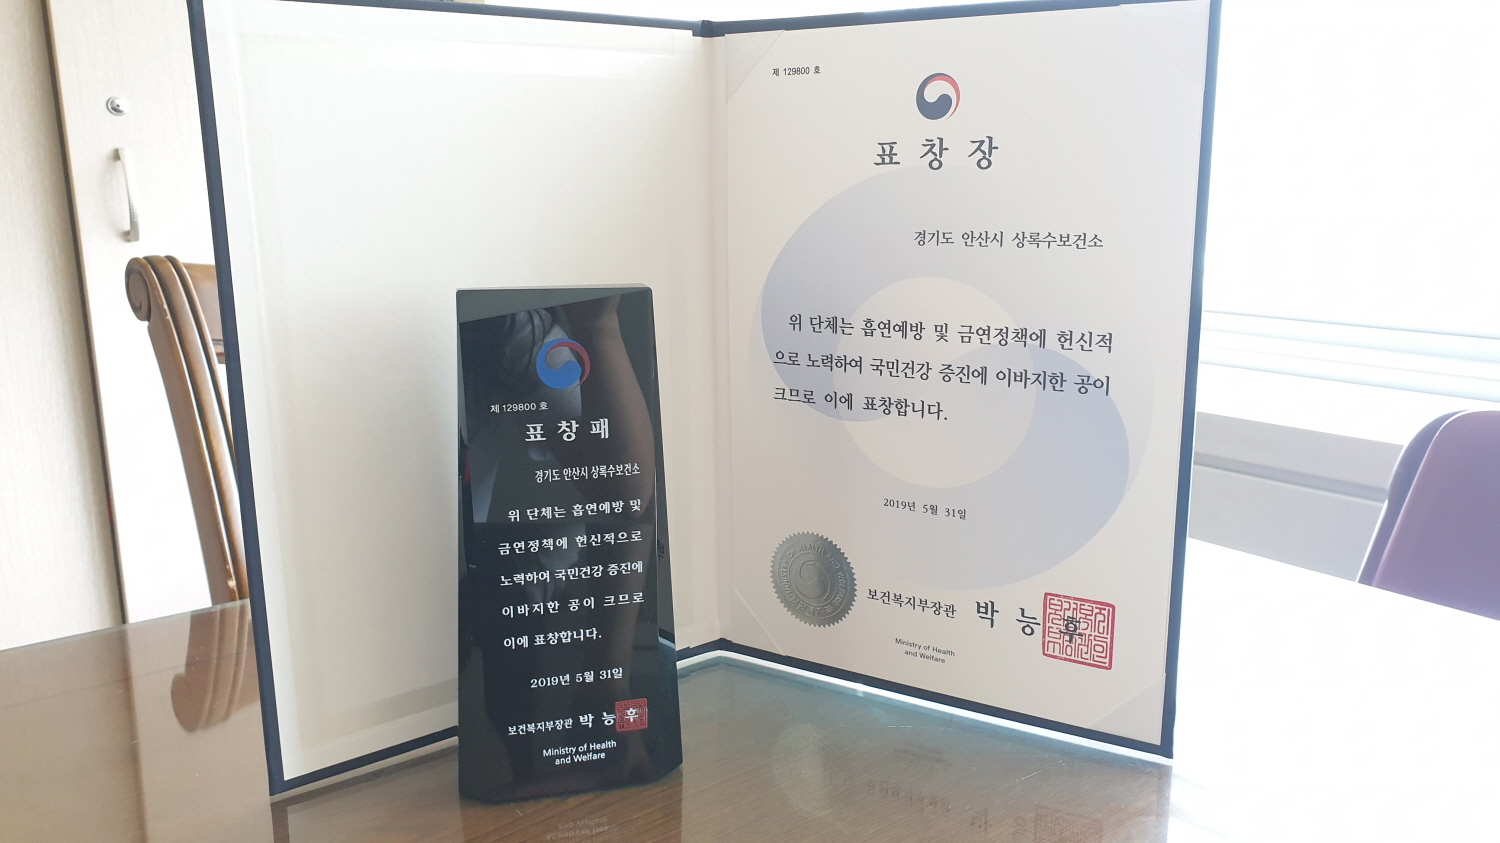 제 129800 호
표창패
경기도 안산시 상록수보건소
위 단체는 흡연예방 및
금연정책에 헌신적으로
노력하여 국민건강 증진에
이바지한 공이 크므로
이에 표창합니다.
2019년 5월 31일
보건복지부장관 박능후
Ministry of Health
and Welfare
제 129800 호
표창장
경기도 안산시 상록수보건소
위 단체는 흡연예방 및 금연정책에 헌신적
으로 노력하여 국민건강 증진에 이바지한 공이
크므로 이에 표창합니다.
2019년 5월 31일
보건복지부장관 박능후
Ministry of Health
and Welfare